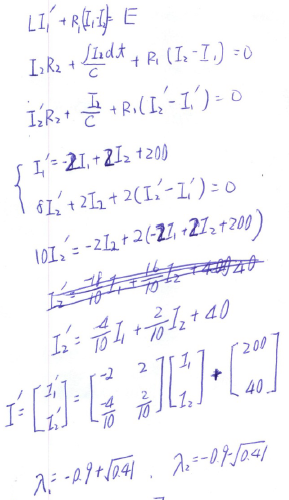 LI₁' + R₁(I₁-I₂) = E
I₂R₂ + ∫I₂dt/C + R₁(I₂-I₁) = 0
I₂'R₂ + I₂/C + R₁(I₂'-I₁') = 0
{ I₁' = -2I₁ + 2I₂ + 200
8I₂' + 2I₂ + 2(I₂'-I₁') = 0
10I₂' = -2I₂ + 2(-2I₁ + 2I₂ + 200)
I₂' = -4/10 I₁ + 2/10 I₂ + 40
I' = [I₁' I₂'] = [-2 2 -4/10 2/10] [I₁ I₂] + [200 40]
λ₁ = -0.9 + √0.41 , λ₂ = -0.9 - √0.41